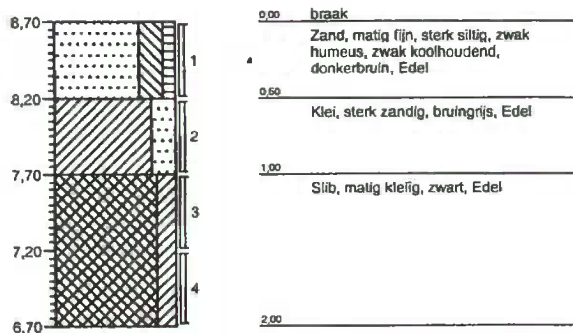 8,70
8,20
7,70
7,20
6,70
1
2
3
4
0,00 braak
Zand, matig fijn, sterk siltig, zwak
humeus, zwak koolhoudend,
donkerbruin, Edel
0,50
Klei, sterk zandig, bruingrijs, Edel
1,00
Slib, matig kleiig, zwart, Edel
2,00